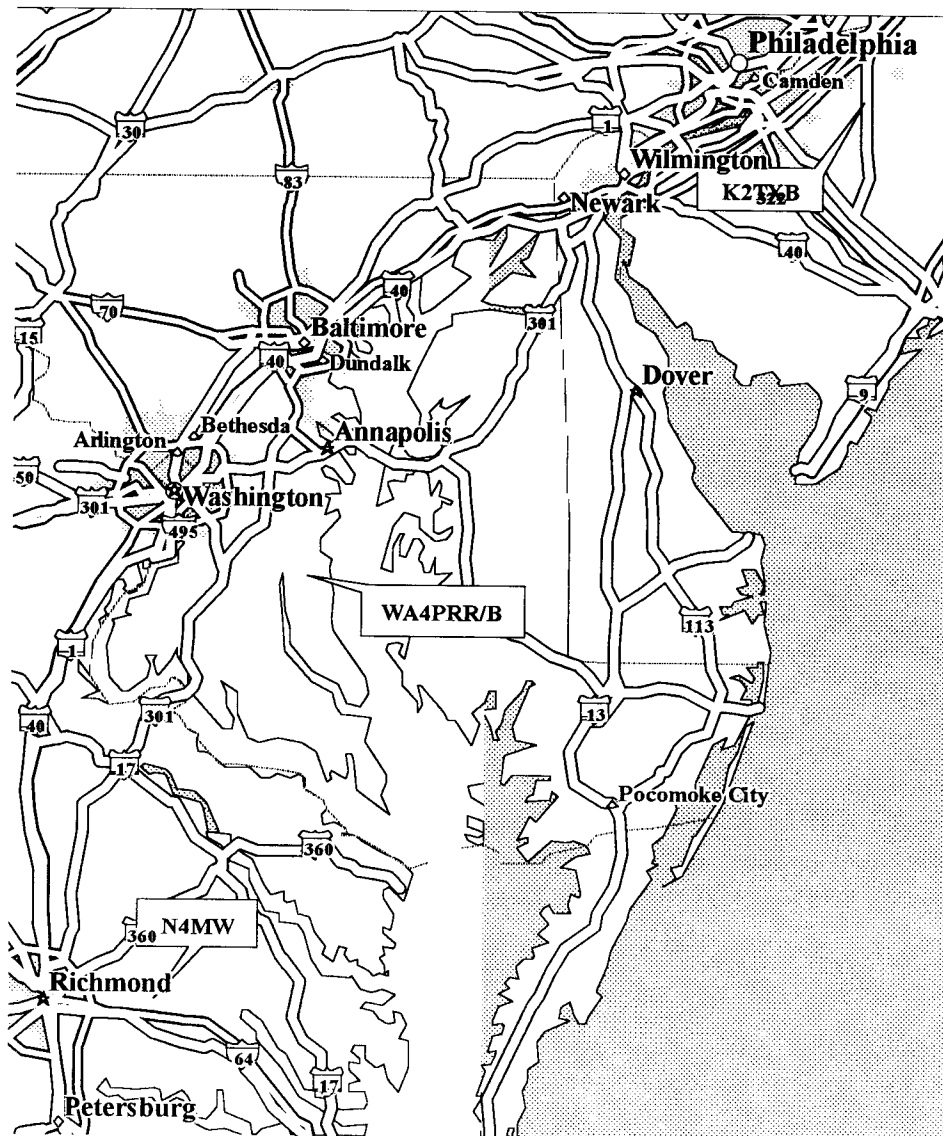 Philadelphia
Camden
30
1
Wilmington
83
Newark
K2TXB
322
40
40
70
301
15
Baltimore
40
Dundalk
Dover
9
Bethesda
Arlington
Annapolis
50
301
Washington
495
WA4PRR/B
113
1
40
301
13
17
Pocomoke City
360
N4MW
360
Richmond
64
17
Petersburg